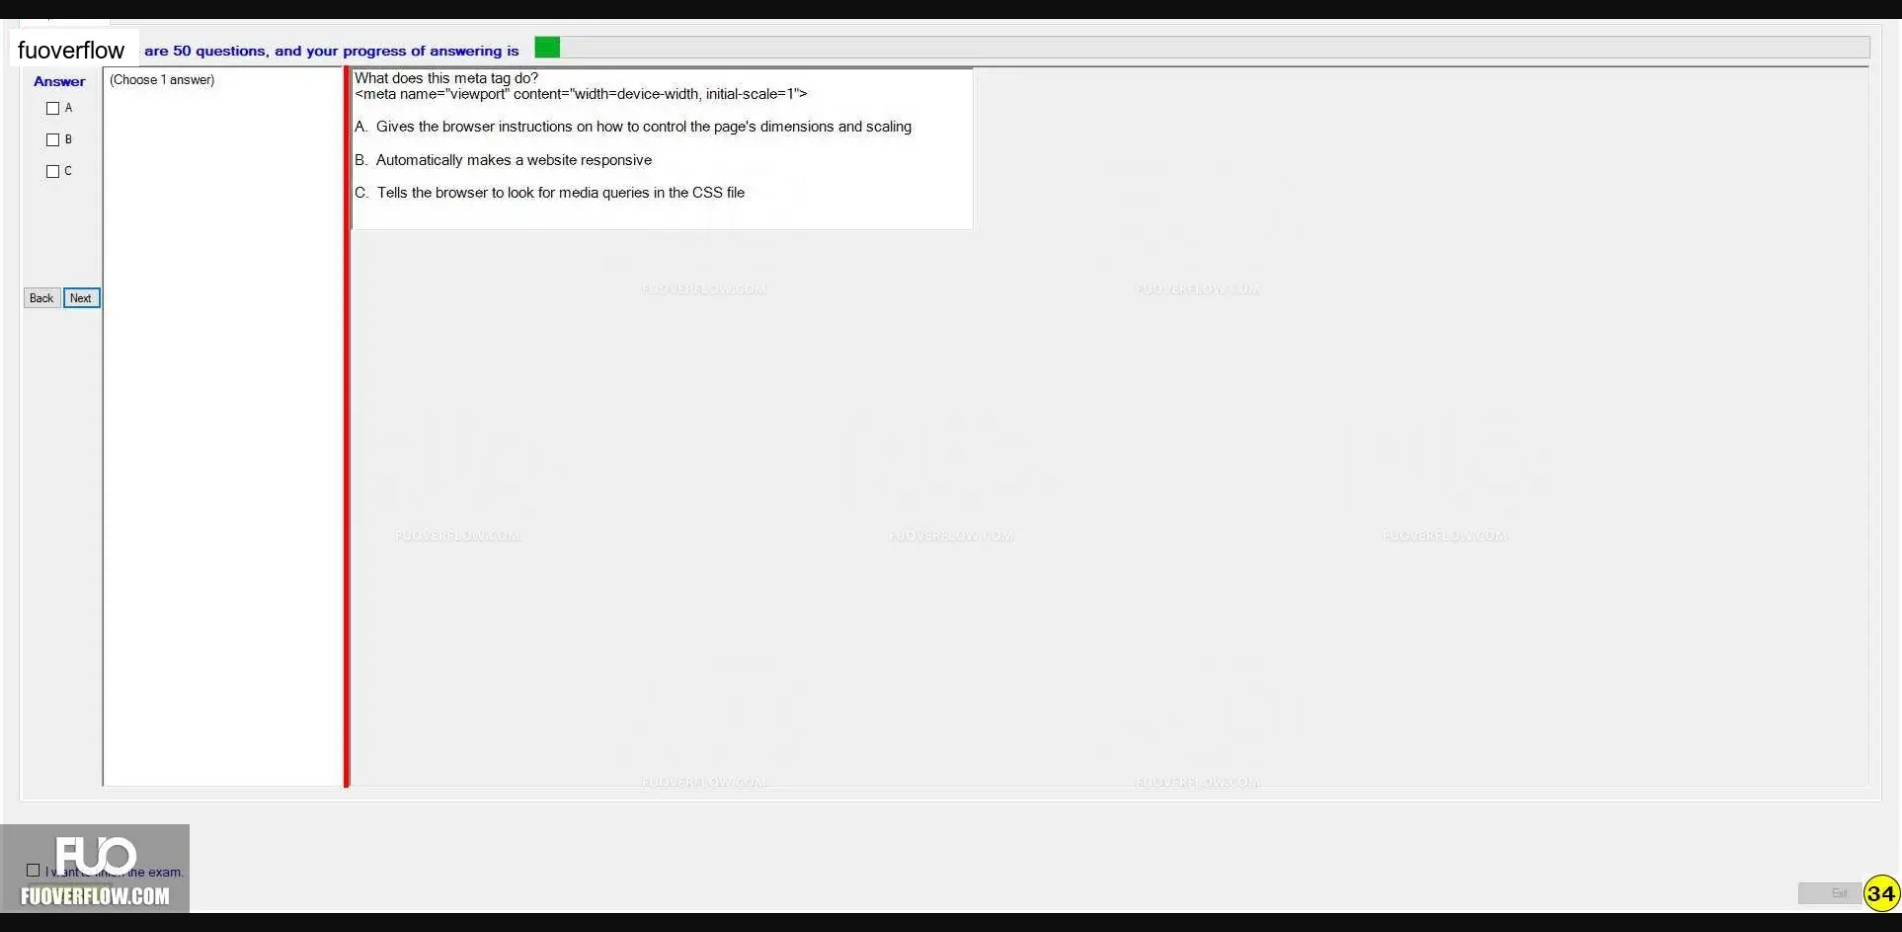 fuoverflow are 50 questions, and your progress of answering is
Answer
A
B
C
Back Next
(Choose 1 answer)
What does this meta tag do?
<meta name="viewport" content="width=device-width, initial-scale=1">
A. Gives the browser instructions on how to control the page's dimensions and scaling
B. Automatically makes a website responsive
C. Tells the browser to look for media queries in the CSS file
FUOVERFLOW.COM FUOVERFLOW.COM
FUOVERFLOW.COM FUOVERFLOW.COM FUOVERFLOW.COM
FUOVERFLOW.COM FUOVERFLOW.COM
FUO
I want to finish the exam.
FUOVERFLOW.COM
Exit 34